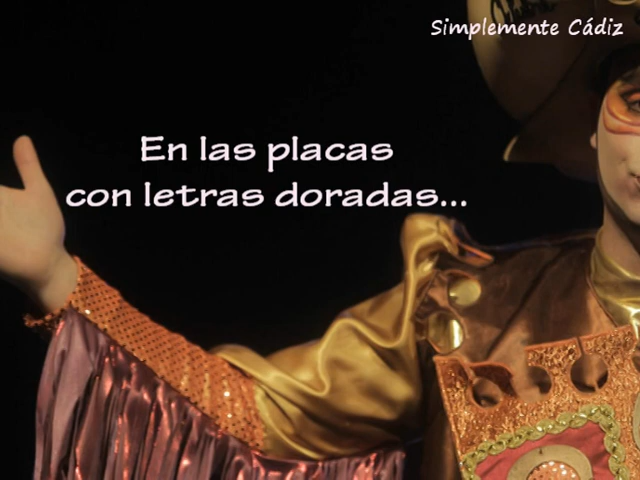 Simplemente Cádiz
En las placas
con letras doradas...